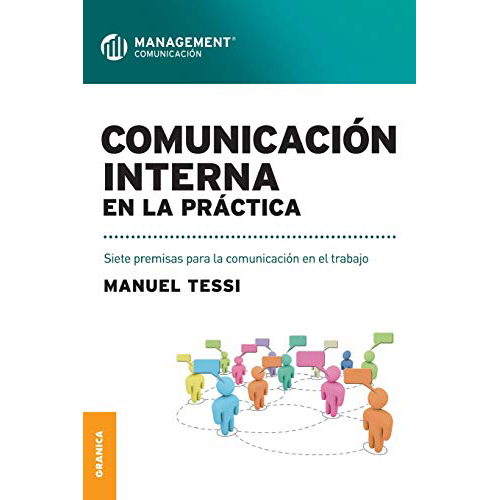 MANAGEMENT®
COMUNICACIÓN
COMUNICACIÓN
INTERNA
EN LA PRÁCTICA
Siete premisas para la comunicación en el trabajo
MANUEL TESSI
GRANICA